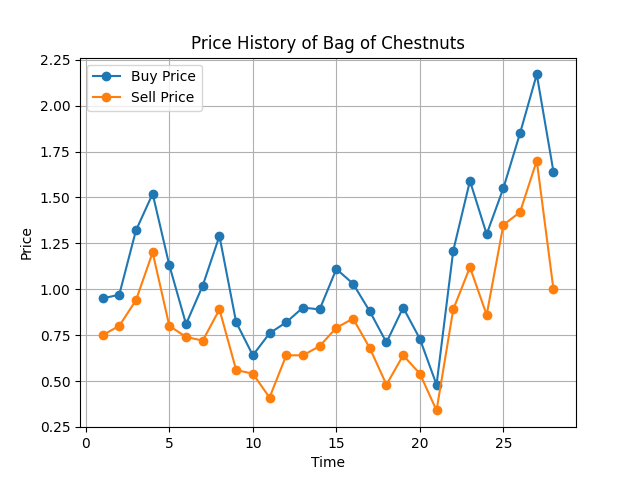 Price History of Bag of Chestnuts
Buy Price
Sell Price
Price
2.25
2.00
1.75
1.50
1.25
1.00
0.75
0.50
0.25
0 5 10 15 20 25
Time